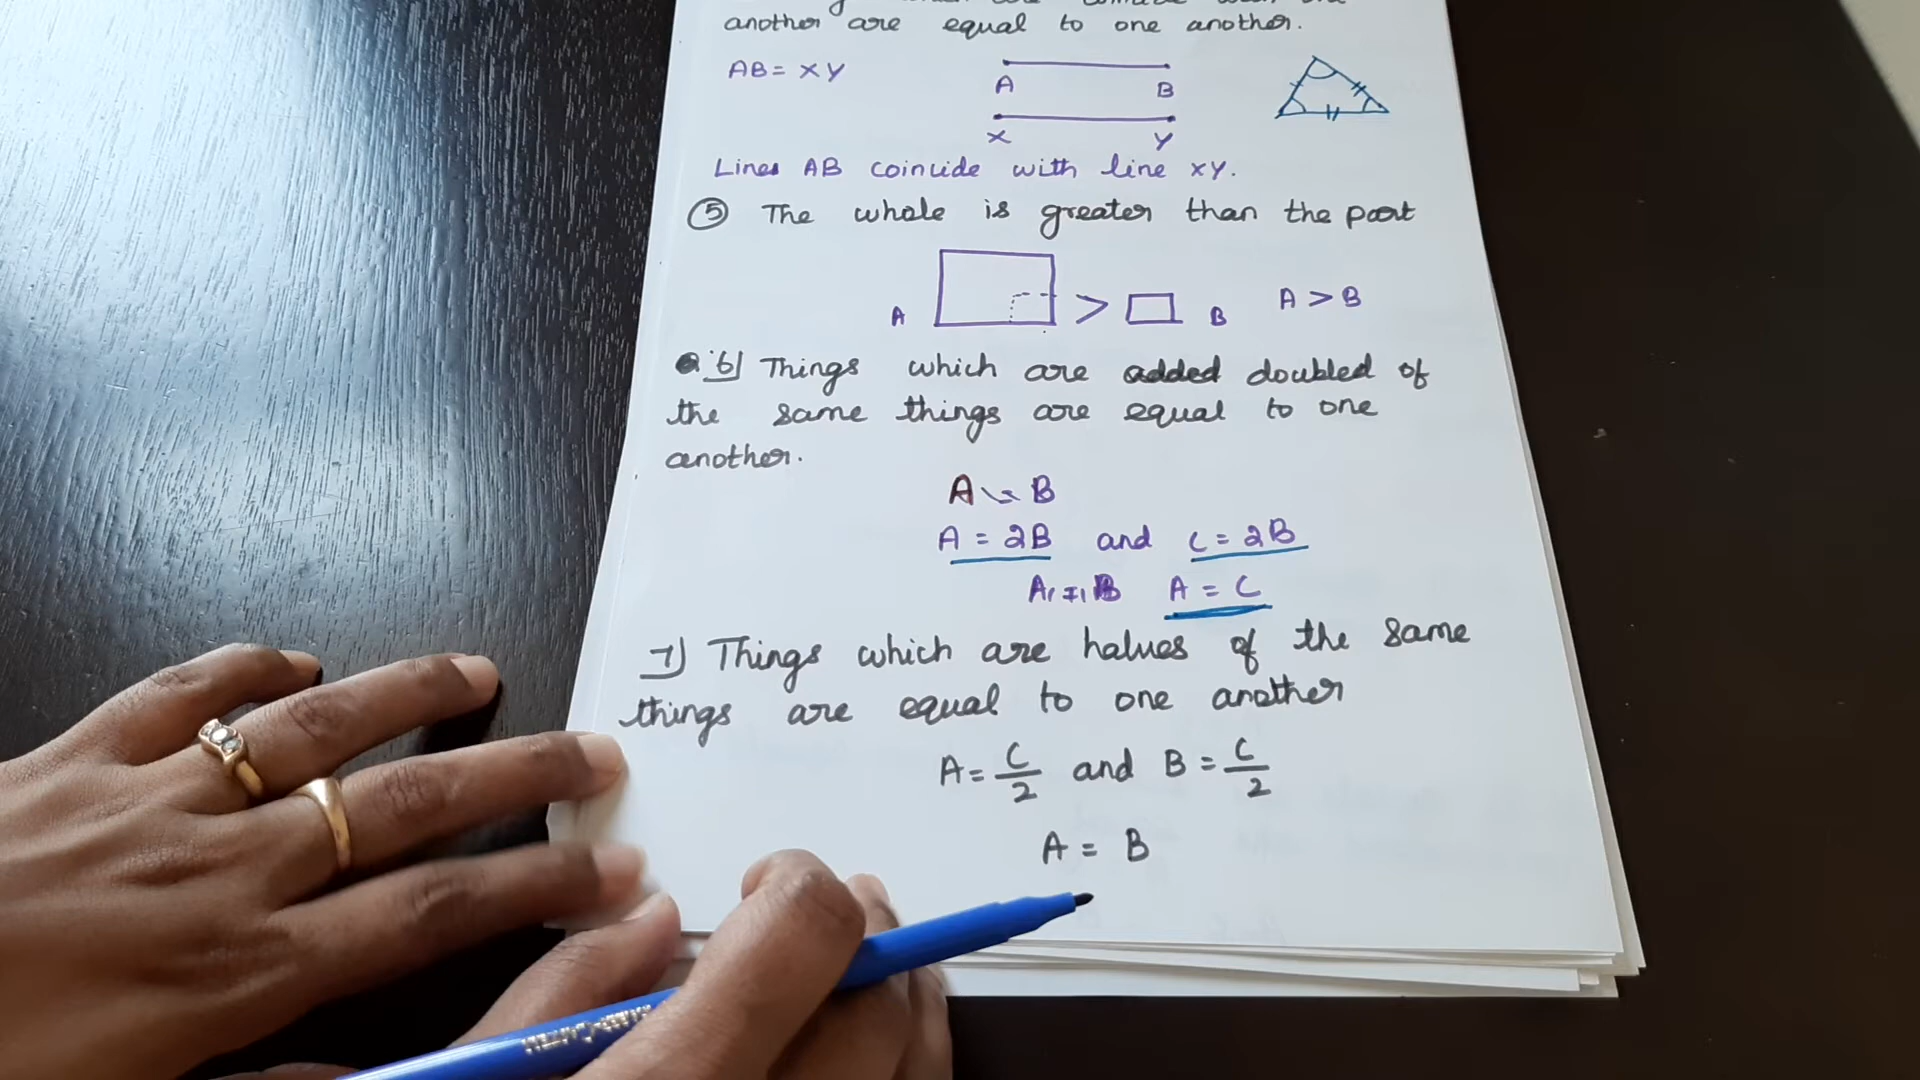 another are equal to one another.
AB = XY
A B
X Y
Lines AB coincide with line XY.
5 The whole is greater than the part
A > B A > B
6) Things which are added doubled of
the same things are equal to one
another.
A = B
A = 2B and C = 2B
A = B A = C
7) Things which are halves of the same
things are equal to one another
A = C/2 and B = C/2
A = B